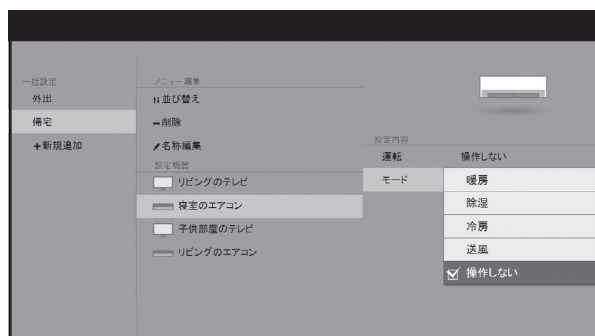 一括設定
外出
帰宅
+新規追加
メニュー編集
並び替え
削除
名称編集
設定機器
リビングのテレビ
寝室のエアコン
子供部屋のテレビ
リビングのエアコン
設定内容
運転 操作しない
モード
暖房
除湿
冷房
送風
操作しない